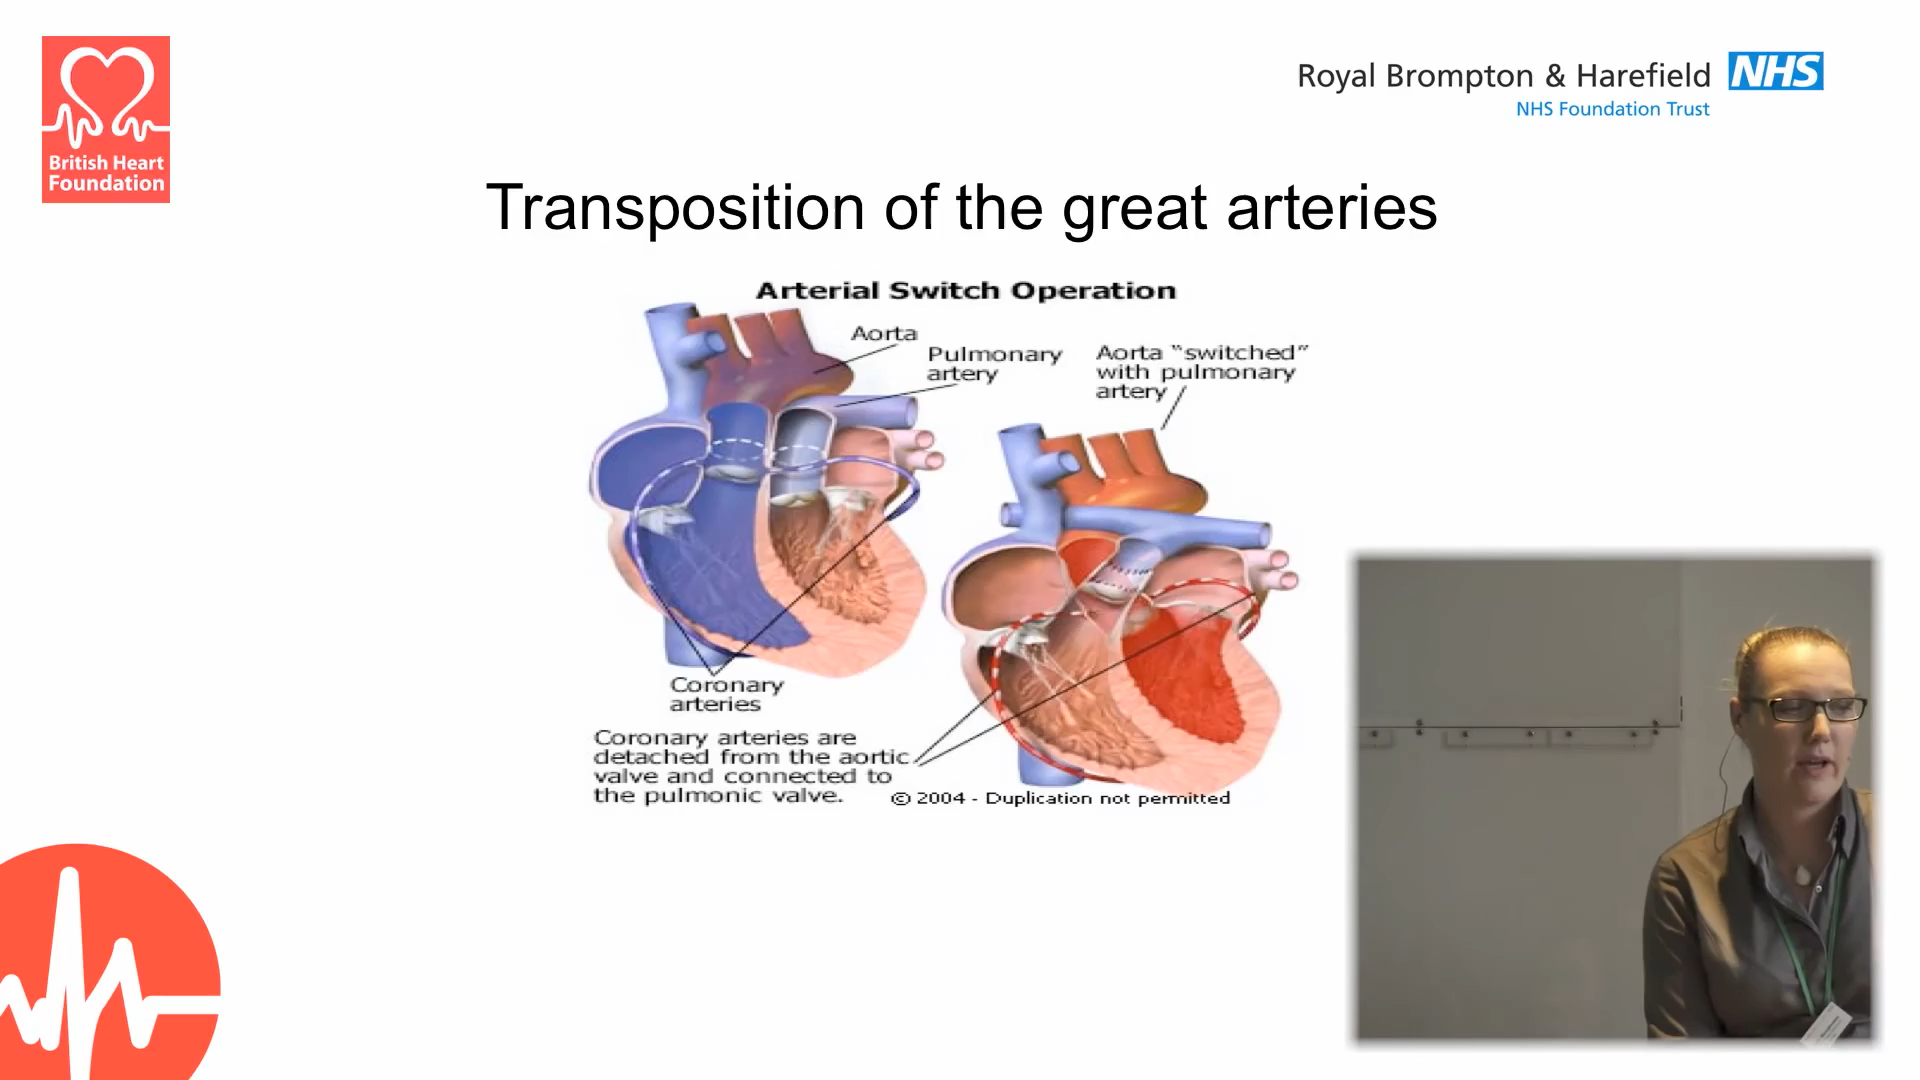 British Heart
Foundation
Royal Brompton & Harefield NHS
NHS Foundation Trust
Transposition of the great arteries
Arterial Switch Operation
Aorta
Pulmonary
artery
Aorta “switched”
with pulmonary
artery
Coronary
arteries
Coronary arteries are
detached from the aortic
valve and connected to
the pulmonic valve.
© 2004 - Duplication not permitted